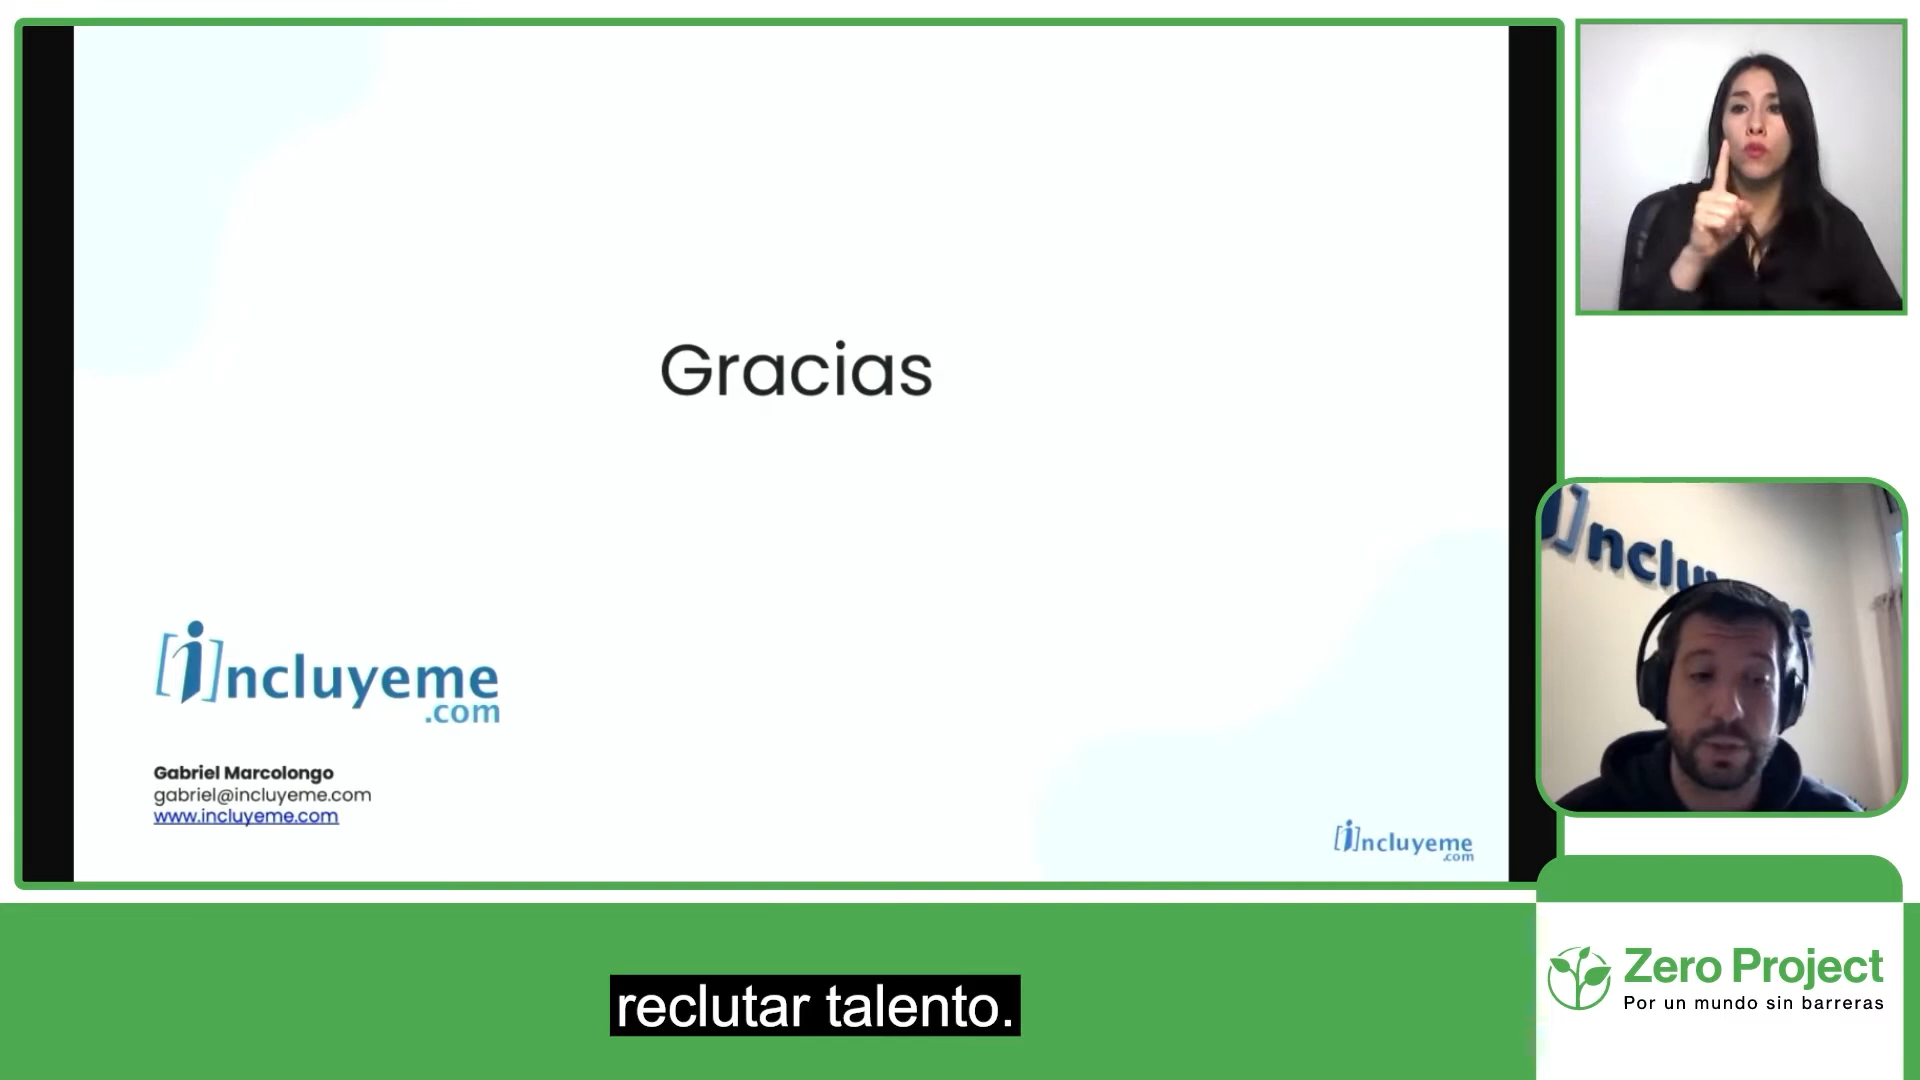 Gracias
[i]ncluyeme
.com
Gabriel Marcolongo
gabriel@incluyeme.com
www.incluyeme.com
[i]ncluyeme
.com
[i]nclu
Zero Project
Por un mundo sin barreras
reclutar talento.